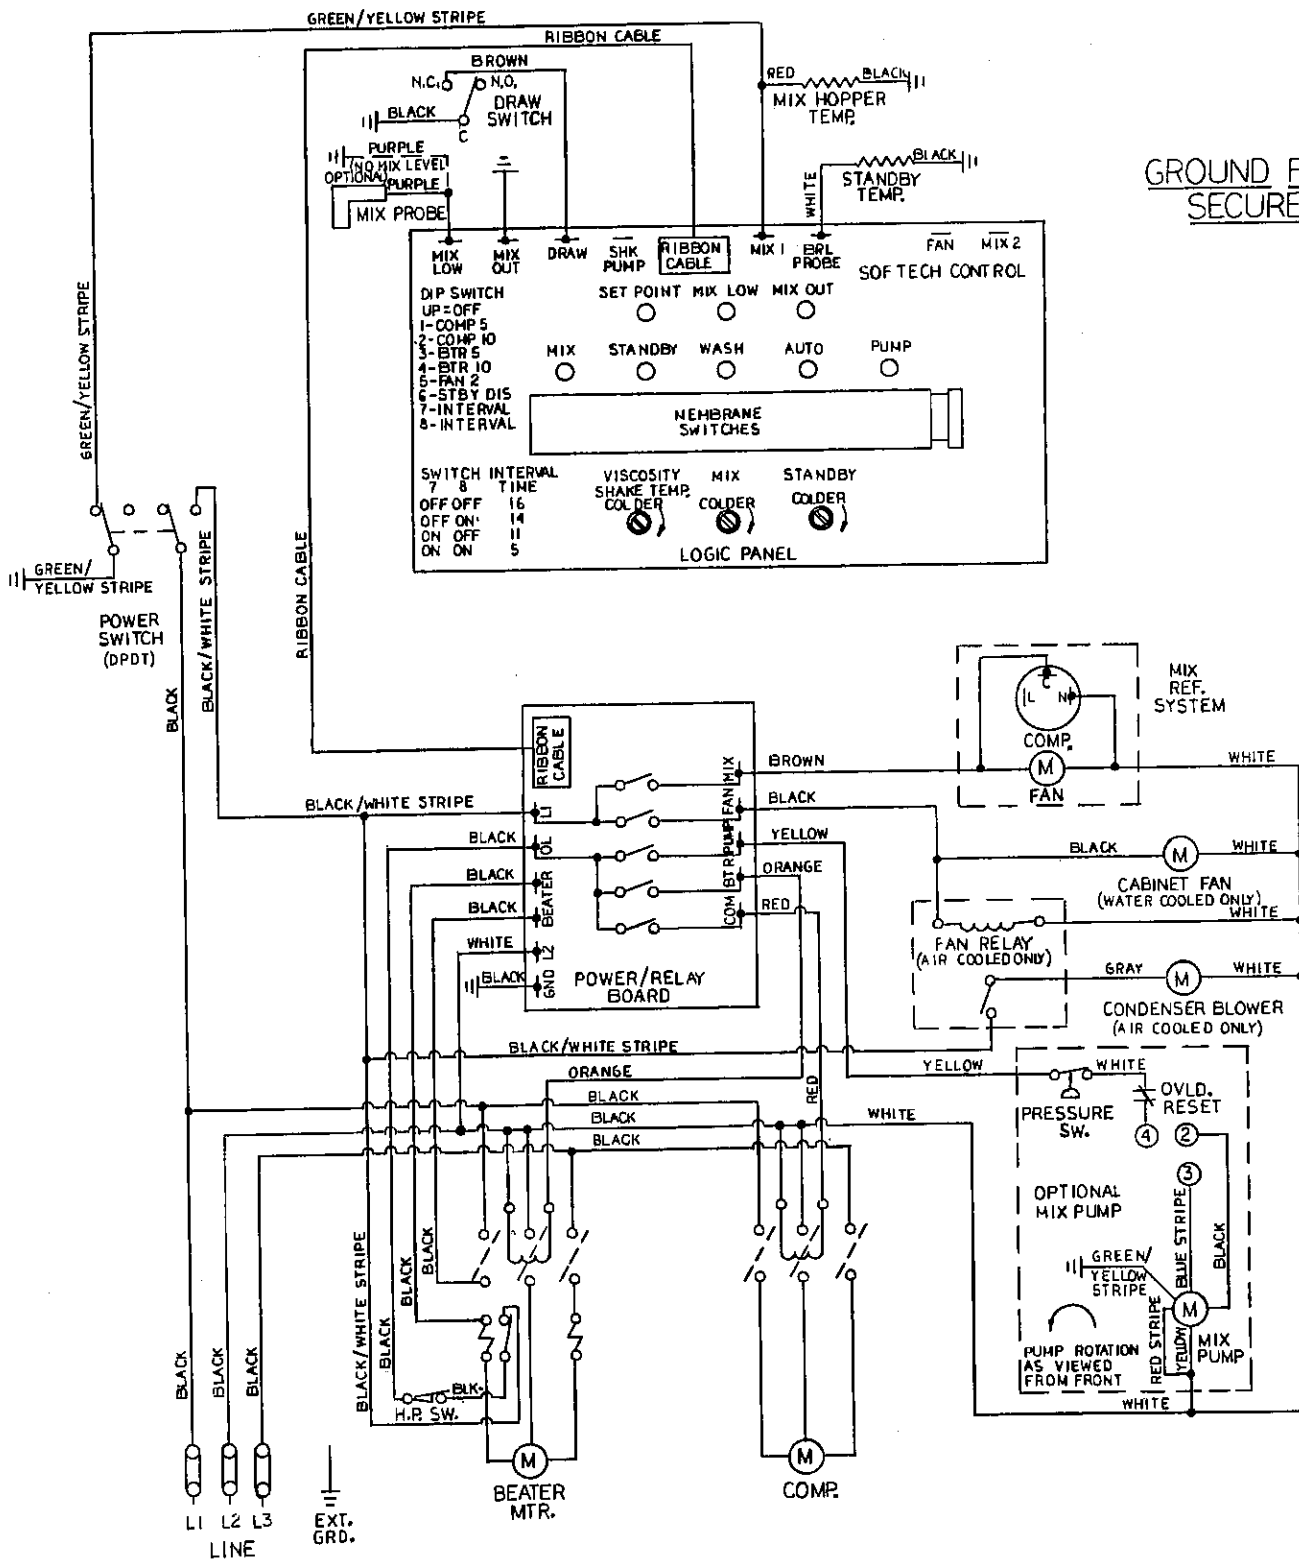 GREEN/YELLOW STRIPE
RIBBON CABLE
BROWN
N.C.
N.O.
DRAW
SWITCH
BLACK
C
RED
BLACK
MIX HOPPER
TEMP.
PURPLE
(NO MIX LEVEL)
OPTIONAL
PURPLE
MIX PROBE
WHITE
BLACK
STANDBY
TEMP.
GROUND
SECURE
MIX
LOW
MIX
OUT
DRAW
SHK
PUMP
RIBBON
CABLE
MIX 1
BRL
PROBE
FAN
MIX 2
SOFTECH CONTROL
DIP SWITCH
UP=OFF
1-COMP 5
2-COMP 10
3-BTR 5
4-BTR 10
5-FAN 2
6-STBY DIS
7-INTERVAL
8-INTERVAL
SET POINT MIX LOW MIX OUT
MIX STANDBY WASH AUTO PUMP
NEMBRANE
SWITCHES
SWITCH INTERVAL
7 8 TIME
OFF OFF 16
OFF ON 14
ON OFF 11
ON ON 5
VISCOSITY
SHAKE TEMP.
COLDER
MIX
COLDER
STANDBY
COLDER
LOGIC PANEL
GREEN/YELLOW STRIPE
GREEN/
YELLOW STRIPE
POWER
SWITCH
(DPDT)
BLACK
BLACK/WHITE STRIPE
RIBBON CABLE
L
C
N
COMP.
M
FAN
MIX
REF.
SYSTEM
RIBBON
CABLE
BLACK/WHITE STRIPE
L1
BLACK
OL
BLACK
BEATER
BLACK
WHITE
L2
BLACK
GND
MIX
FAN
PUMP
BTR
COM
POWER/RELAY
BOARD
BROWN
BLACK
YELLOW
ORANGE
RED
WHITE
BLACK
M
WHITE
CABINET FAN
(WATER COOLED ONLY)
WHITE
FAN RELAY
(AIR COOLED ONLY)
GRAY
M
WHITE
CONDENSER BLOWER
(AIR COOLED ONLY)
BLACK/WHITE STRIPE
ORANGE
BLACK
BLACK
BLACK
RED
WHITE
YELLOW
WHITE
PRESSURE
SW.
OVLD.
RESET
4
2
3
OPTIONAL
MIX PUMP
BLUE STRIPE
BLACK
GREEN/
YELLOW
STRIPE
M
RED STRIPE
YELLOW
MIX
PUMP
PUMP ROTATION
AS VIEWED
FROM FRONT
WHITE
BLACK/WHITE STRIPE
BLACK
BLACK
BLACK
BLK.
H.P. SW.
BLACK
BLACK
BLACK
M
BEATER
MTR.
M
COMP.
L1 L2 L3
LINE
EXT.
GRD.